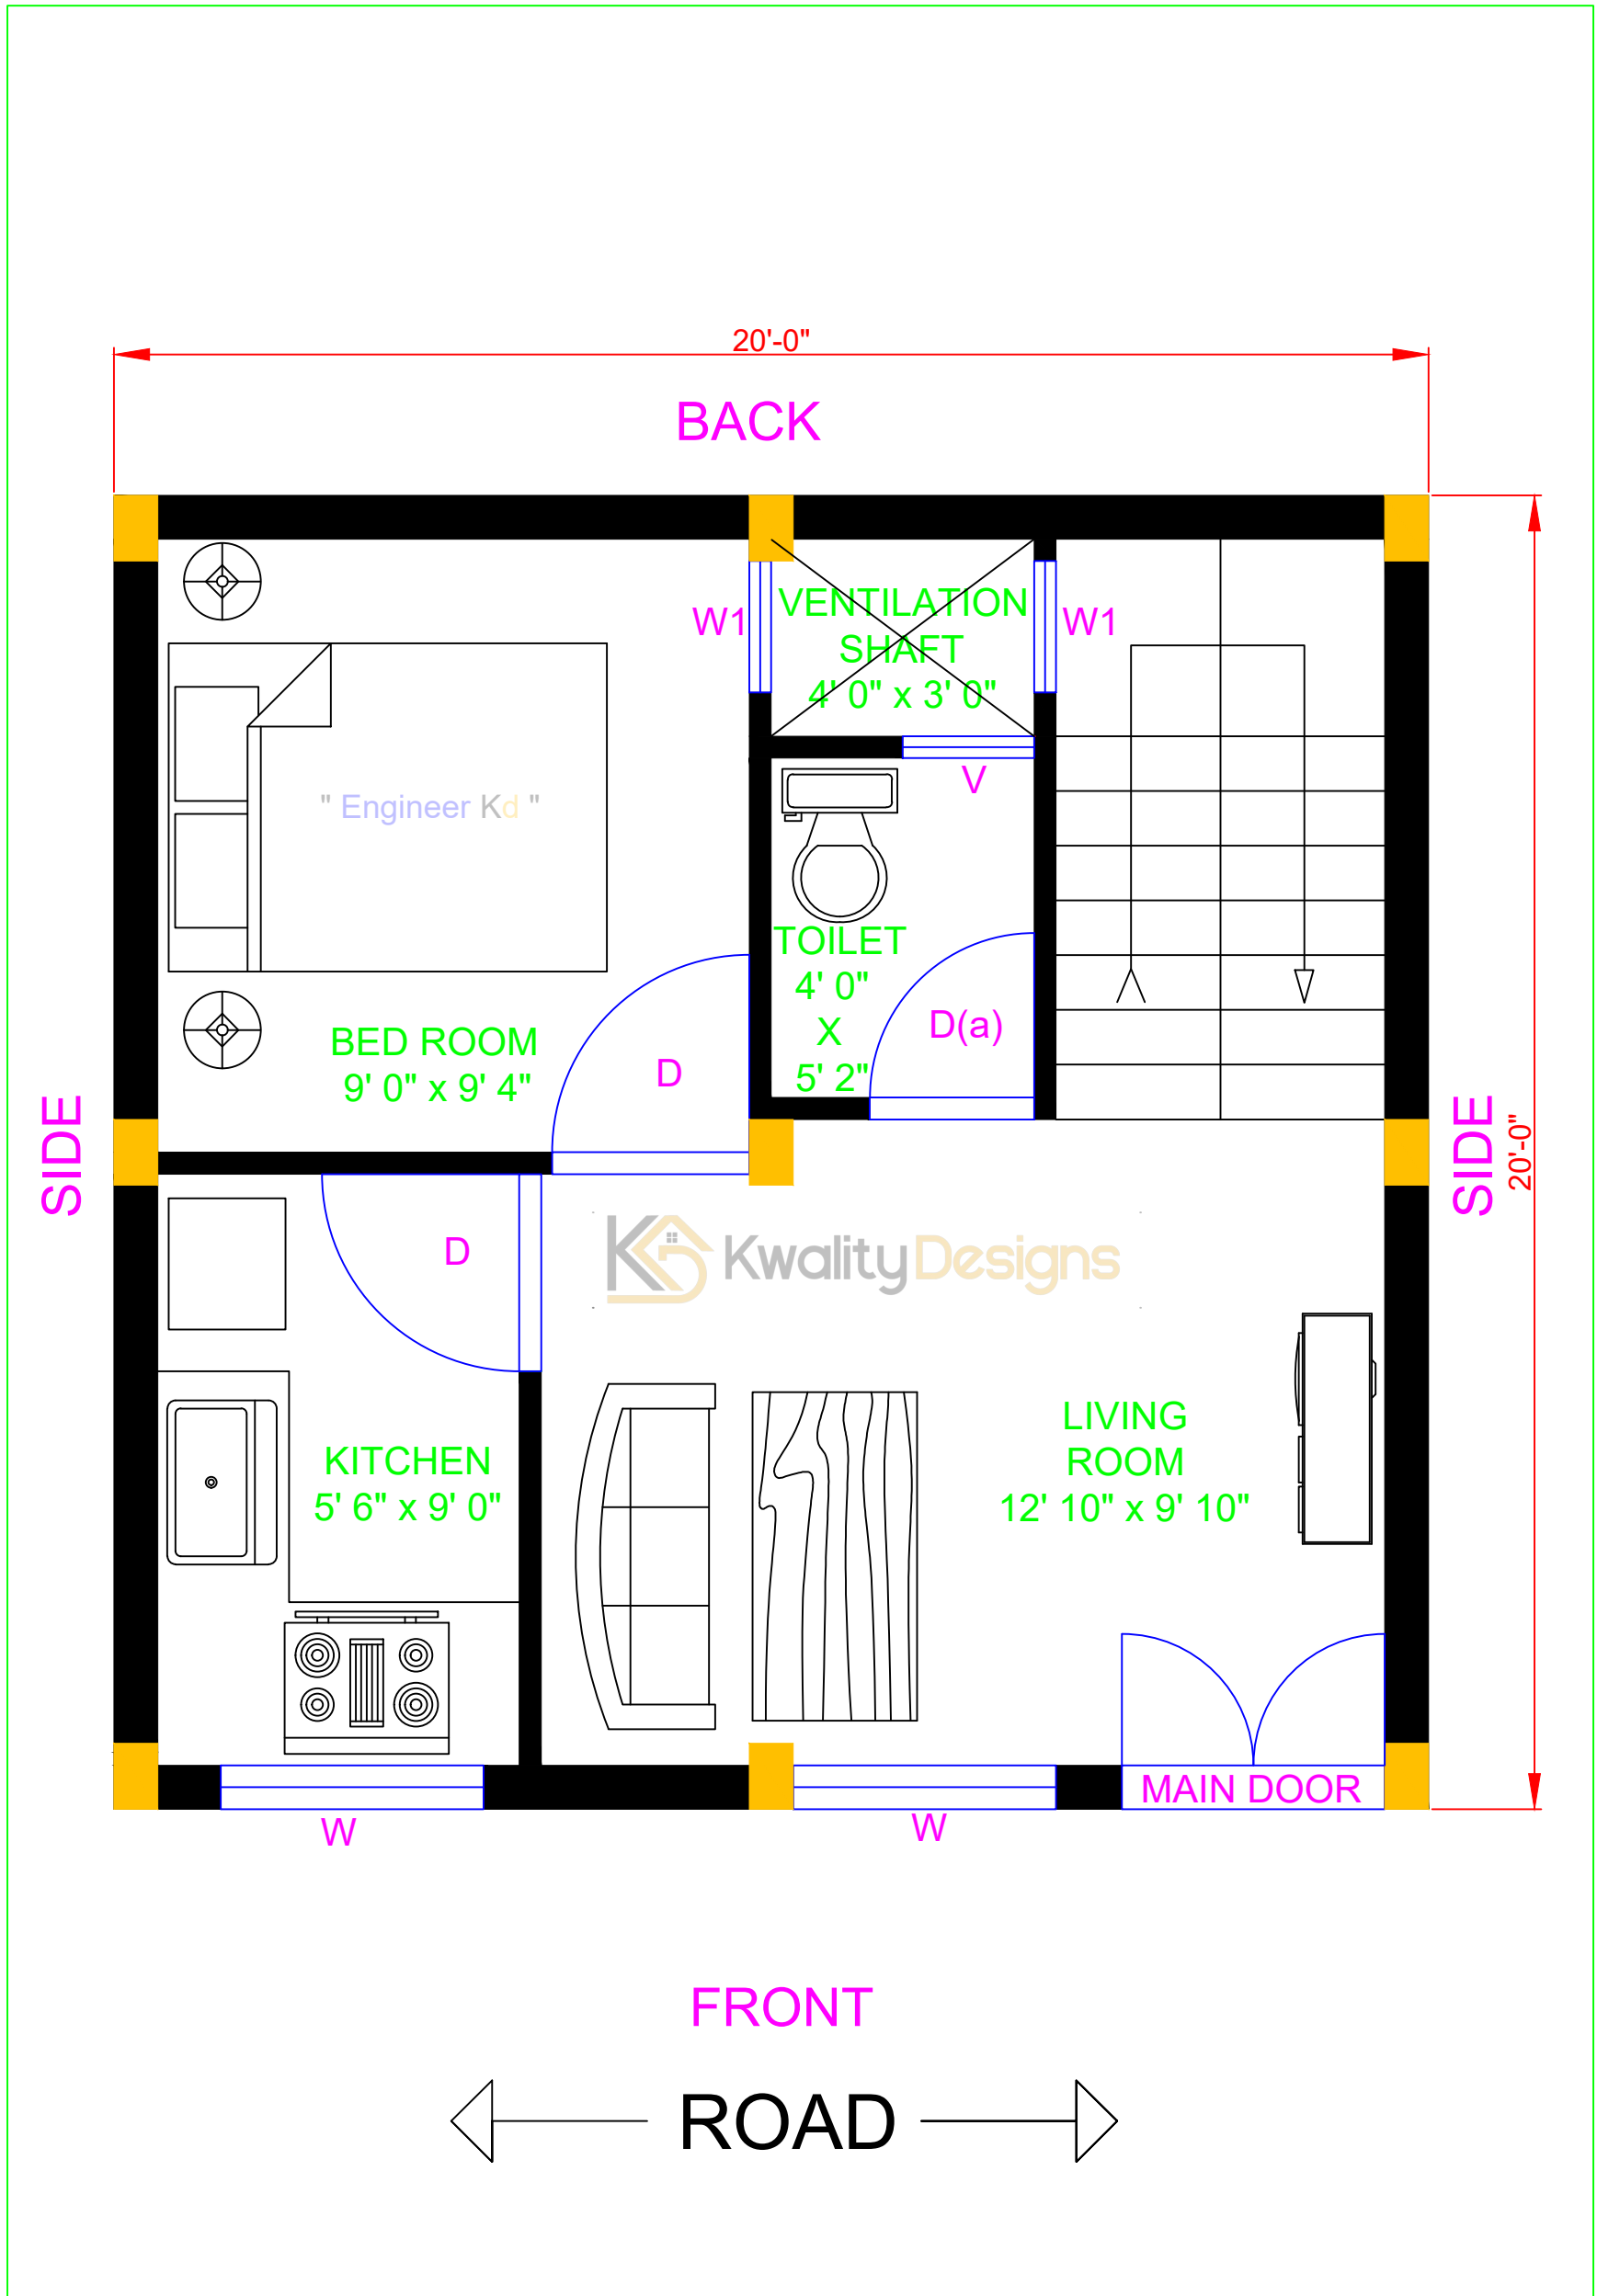 20'-0"
BACK
W1
VENTILATION
SHAFT
4' 0" x 3' 0"
W1
V
" Engineer Kd "
TOILET
4' 0"
X
5' 2"
D(a)
BED ROOM
9' 0" x 9' 4"
D
SIDE
SIDE
20'-0"
D
KwalityDesigns
KITCHEN
5' 6" x 9' 0"
LIVING
ROOM
12' 10" x 9' 10"
MAIN DOOR
W
W
FRONT
ROAD